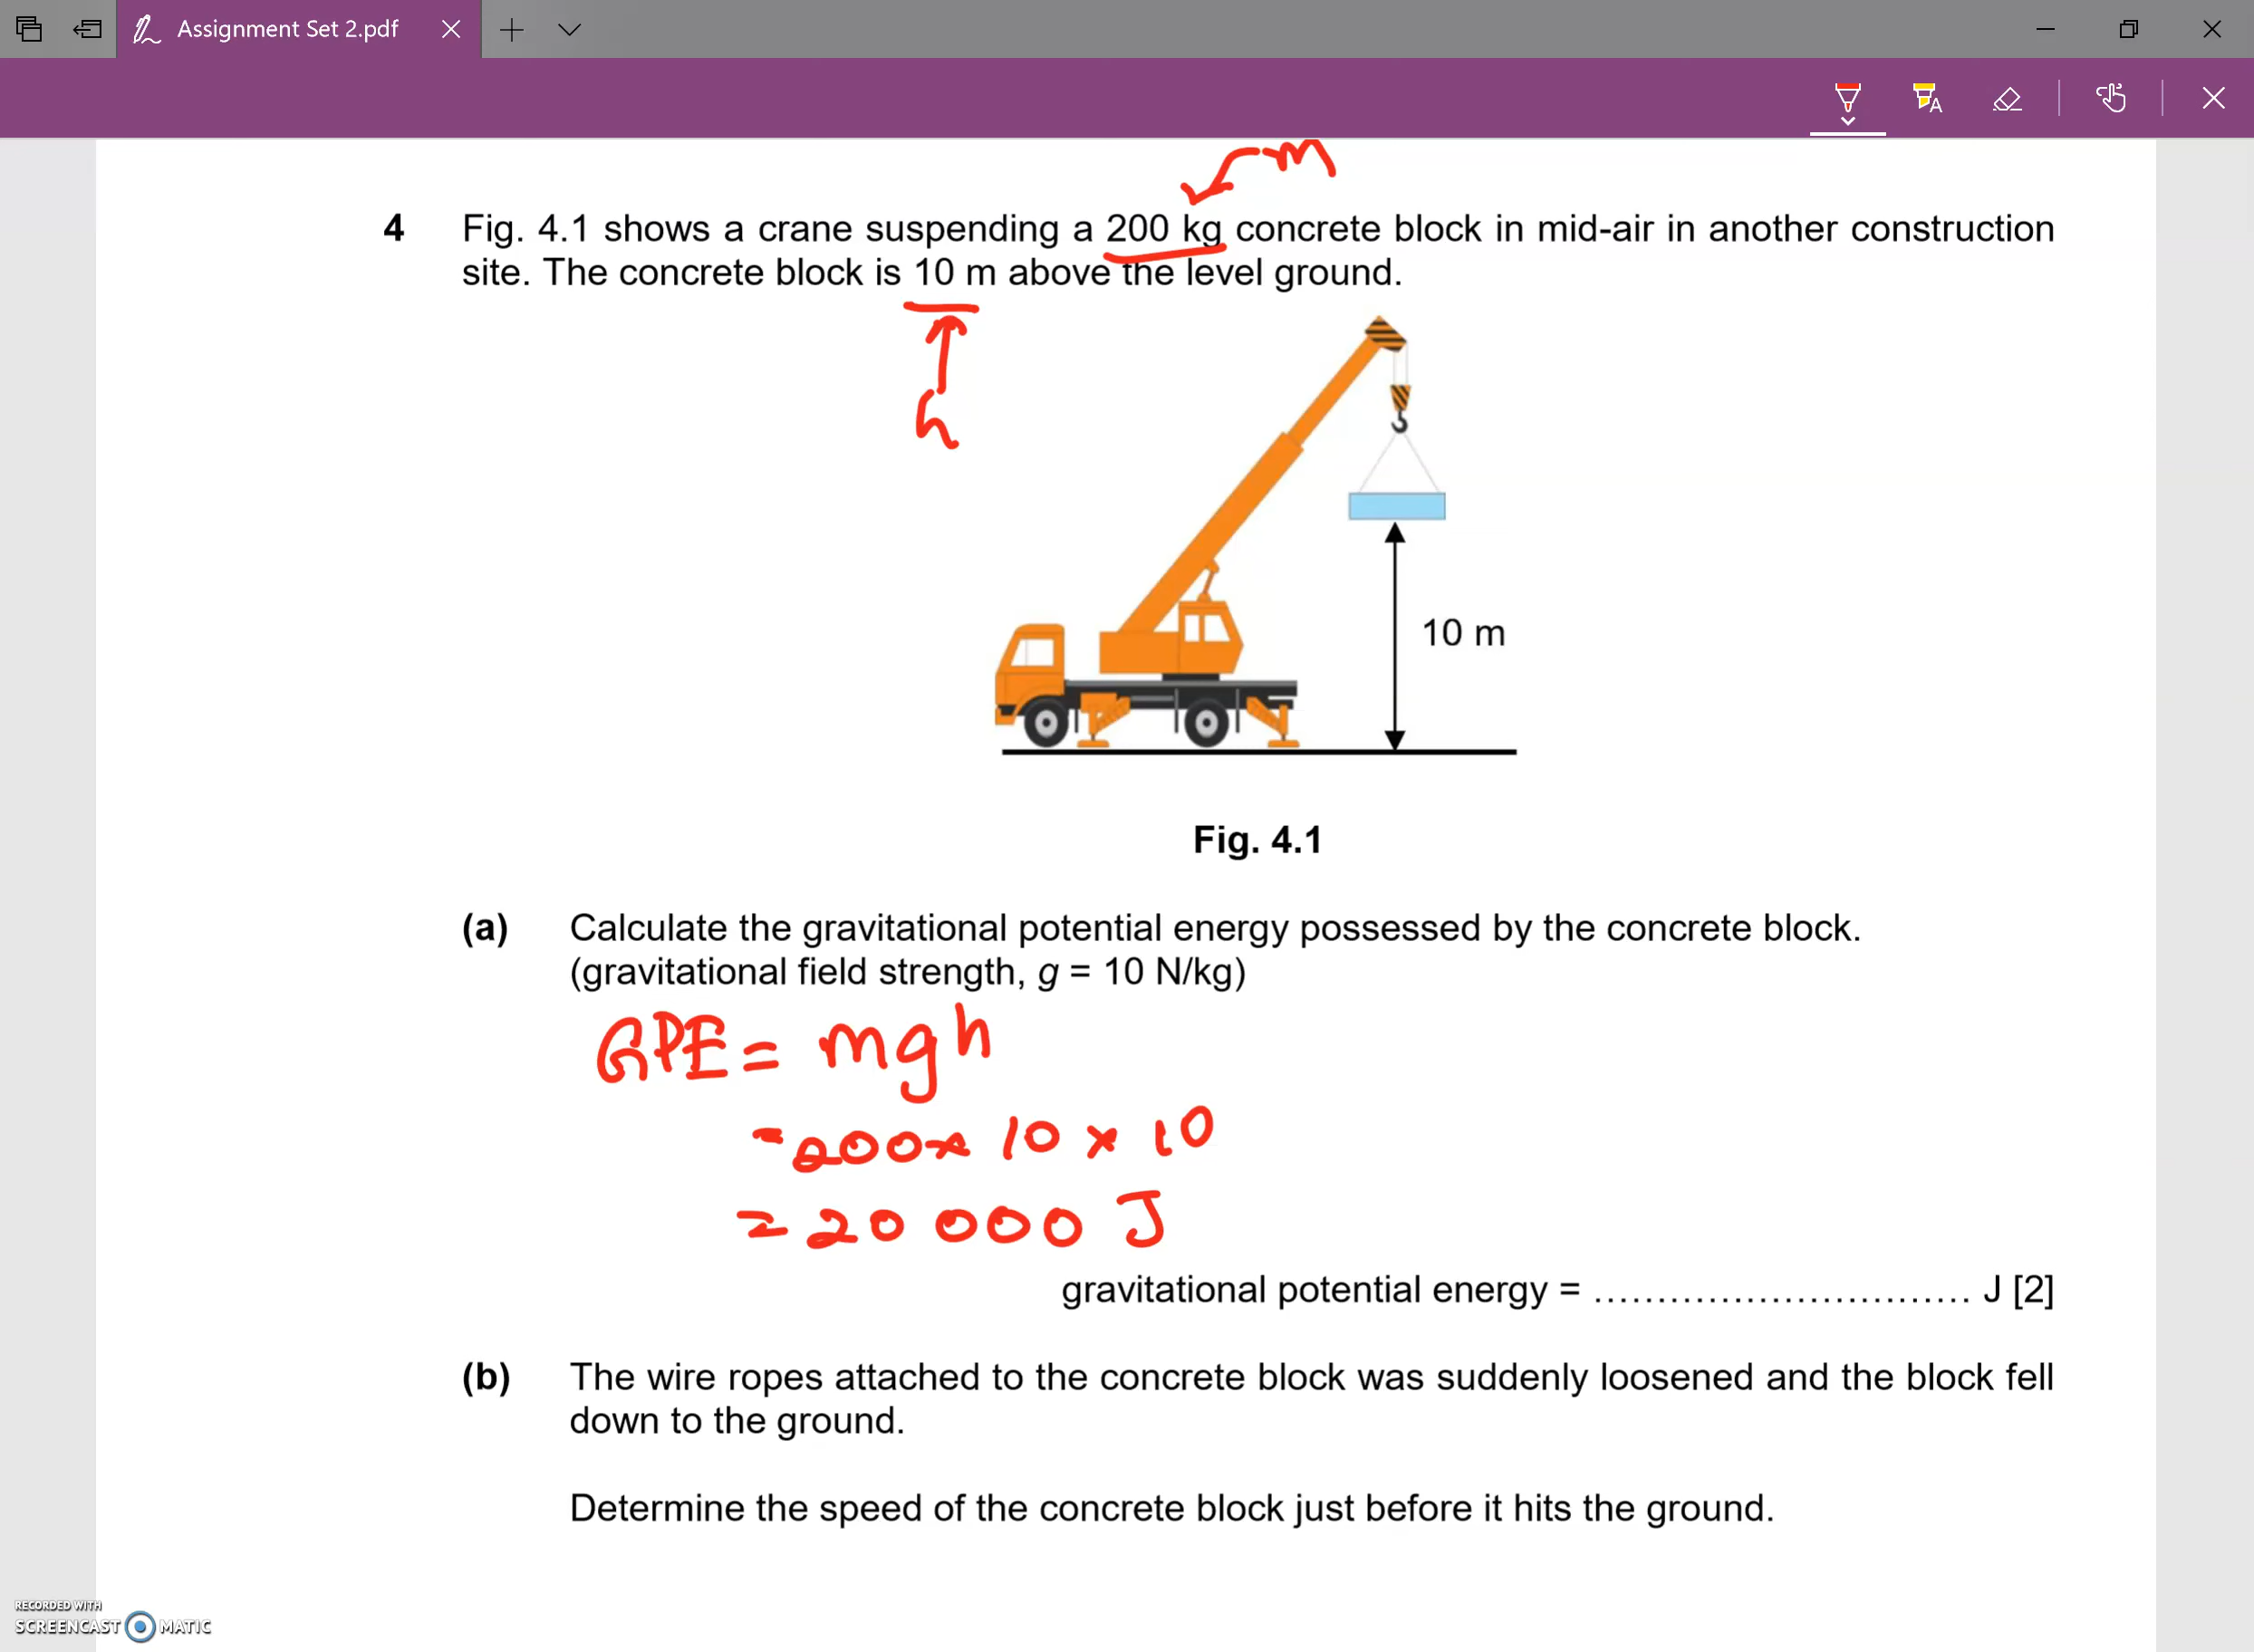 Assignment Set 2.pdf
m
4 Fig. 4.1 shows a crane suspending a 200 kg concrete block in mid-air in another construction
site. The concrete block is 10 m above the level ground.
h
10 m
Fig. 4.1
(a) Calculate the gravitational potential energy possessed by the concrete block.
(gravitational field strength, g = 10 N/kg)
GPE = mgh
= 200 × 10 × 10
= 20 000 J
gravitational potential energy = .............................. J [2]
(b) The wire ropes attached to the concrete block was suddenly loosened and the block fell
down to the ground.
Determine the speed of the concrete block just before it hits the ground.
RECORDED WITH
SCREENCAST MATIC